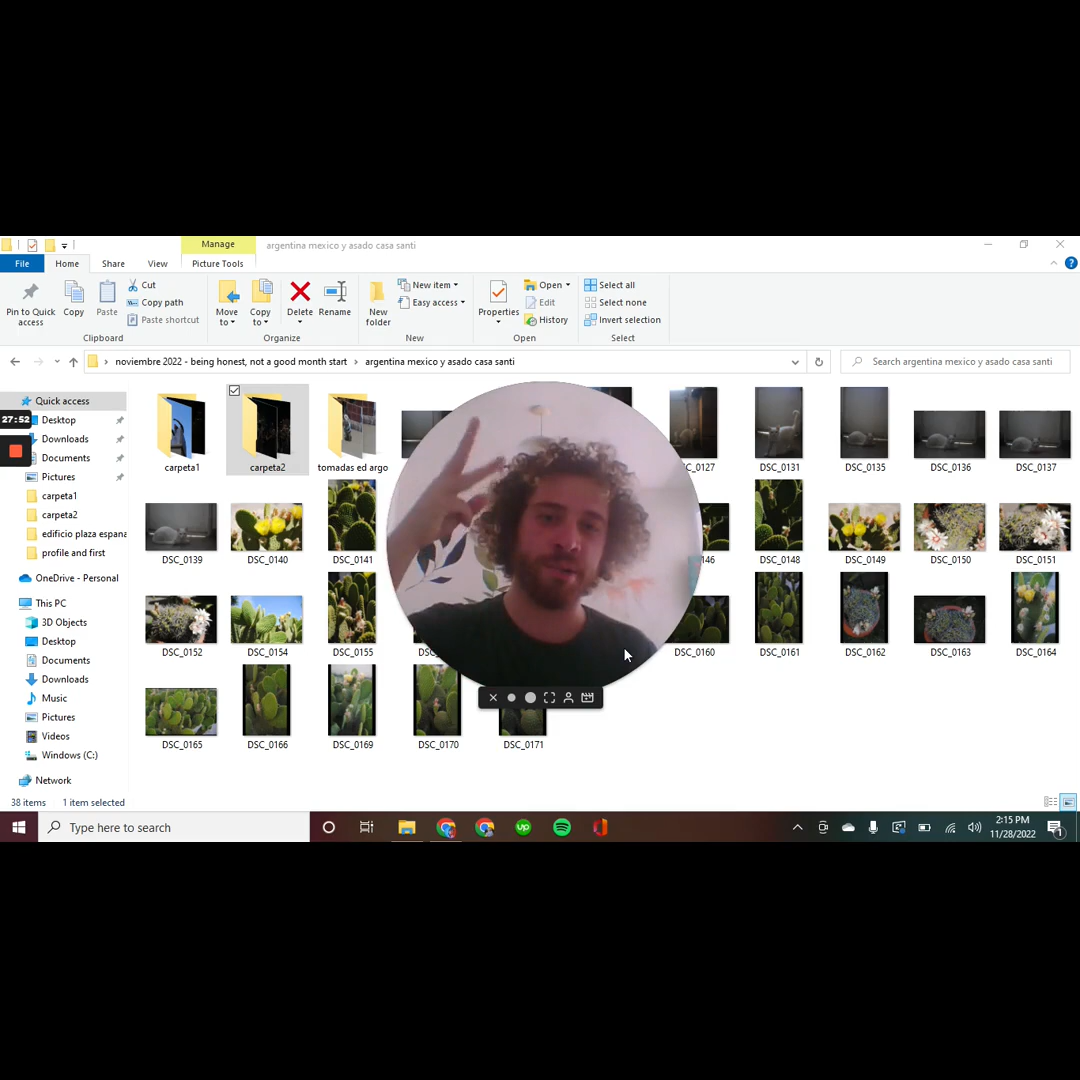 Manage
argentina mexico y asado casa santi
File
Home
Share
View
Picture Tools
Pin to Quick access
Copy
Paste
Cut
Copy path
Paste shortcut
Move to
Copy to
Delete
Rename
New folder
New item
Easy access
Properties
Open
Edit
History
Select all
Select none
Invert selection
Clipboard
Organize
New
Open
Select
noviembre 2022 - being honest, not a good month start › argentina mexico y asado casa santi
Search argentina mexico y asado casa santi
Quick access
27:52
Desktop
Downloads
Documents
Pictures
carpeta1
carpeta2
edificio plaza espana
profile and first
OneDrive - Personal
This PC
3D Objects
Desktop
Documents
Downloads
Music
Pictures
Videos
Windows (C:)
Network
carpeta1
carpeta2
tomadas ed argo
_0127
DSC_0131
DSC_0135
DSC_0136
DSC_0137
DSC_0139
DSC_0140
DSC_0141
146
DSC_0148
DSC_0149
DSC_0150
DSC_0151
DSC_0152
DSC_0154
DSC_0155
DSC_0160
DSC_0161
DSC_0162
DSC_0163
DSC_0164
DSC_0165
DSC_0166
DSC_0169
DSC_0170
DSC_0171
38 items
1 item selected
Type here to search
up
2:15 PM
11/28/2022
1